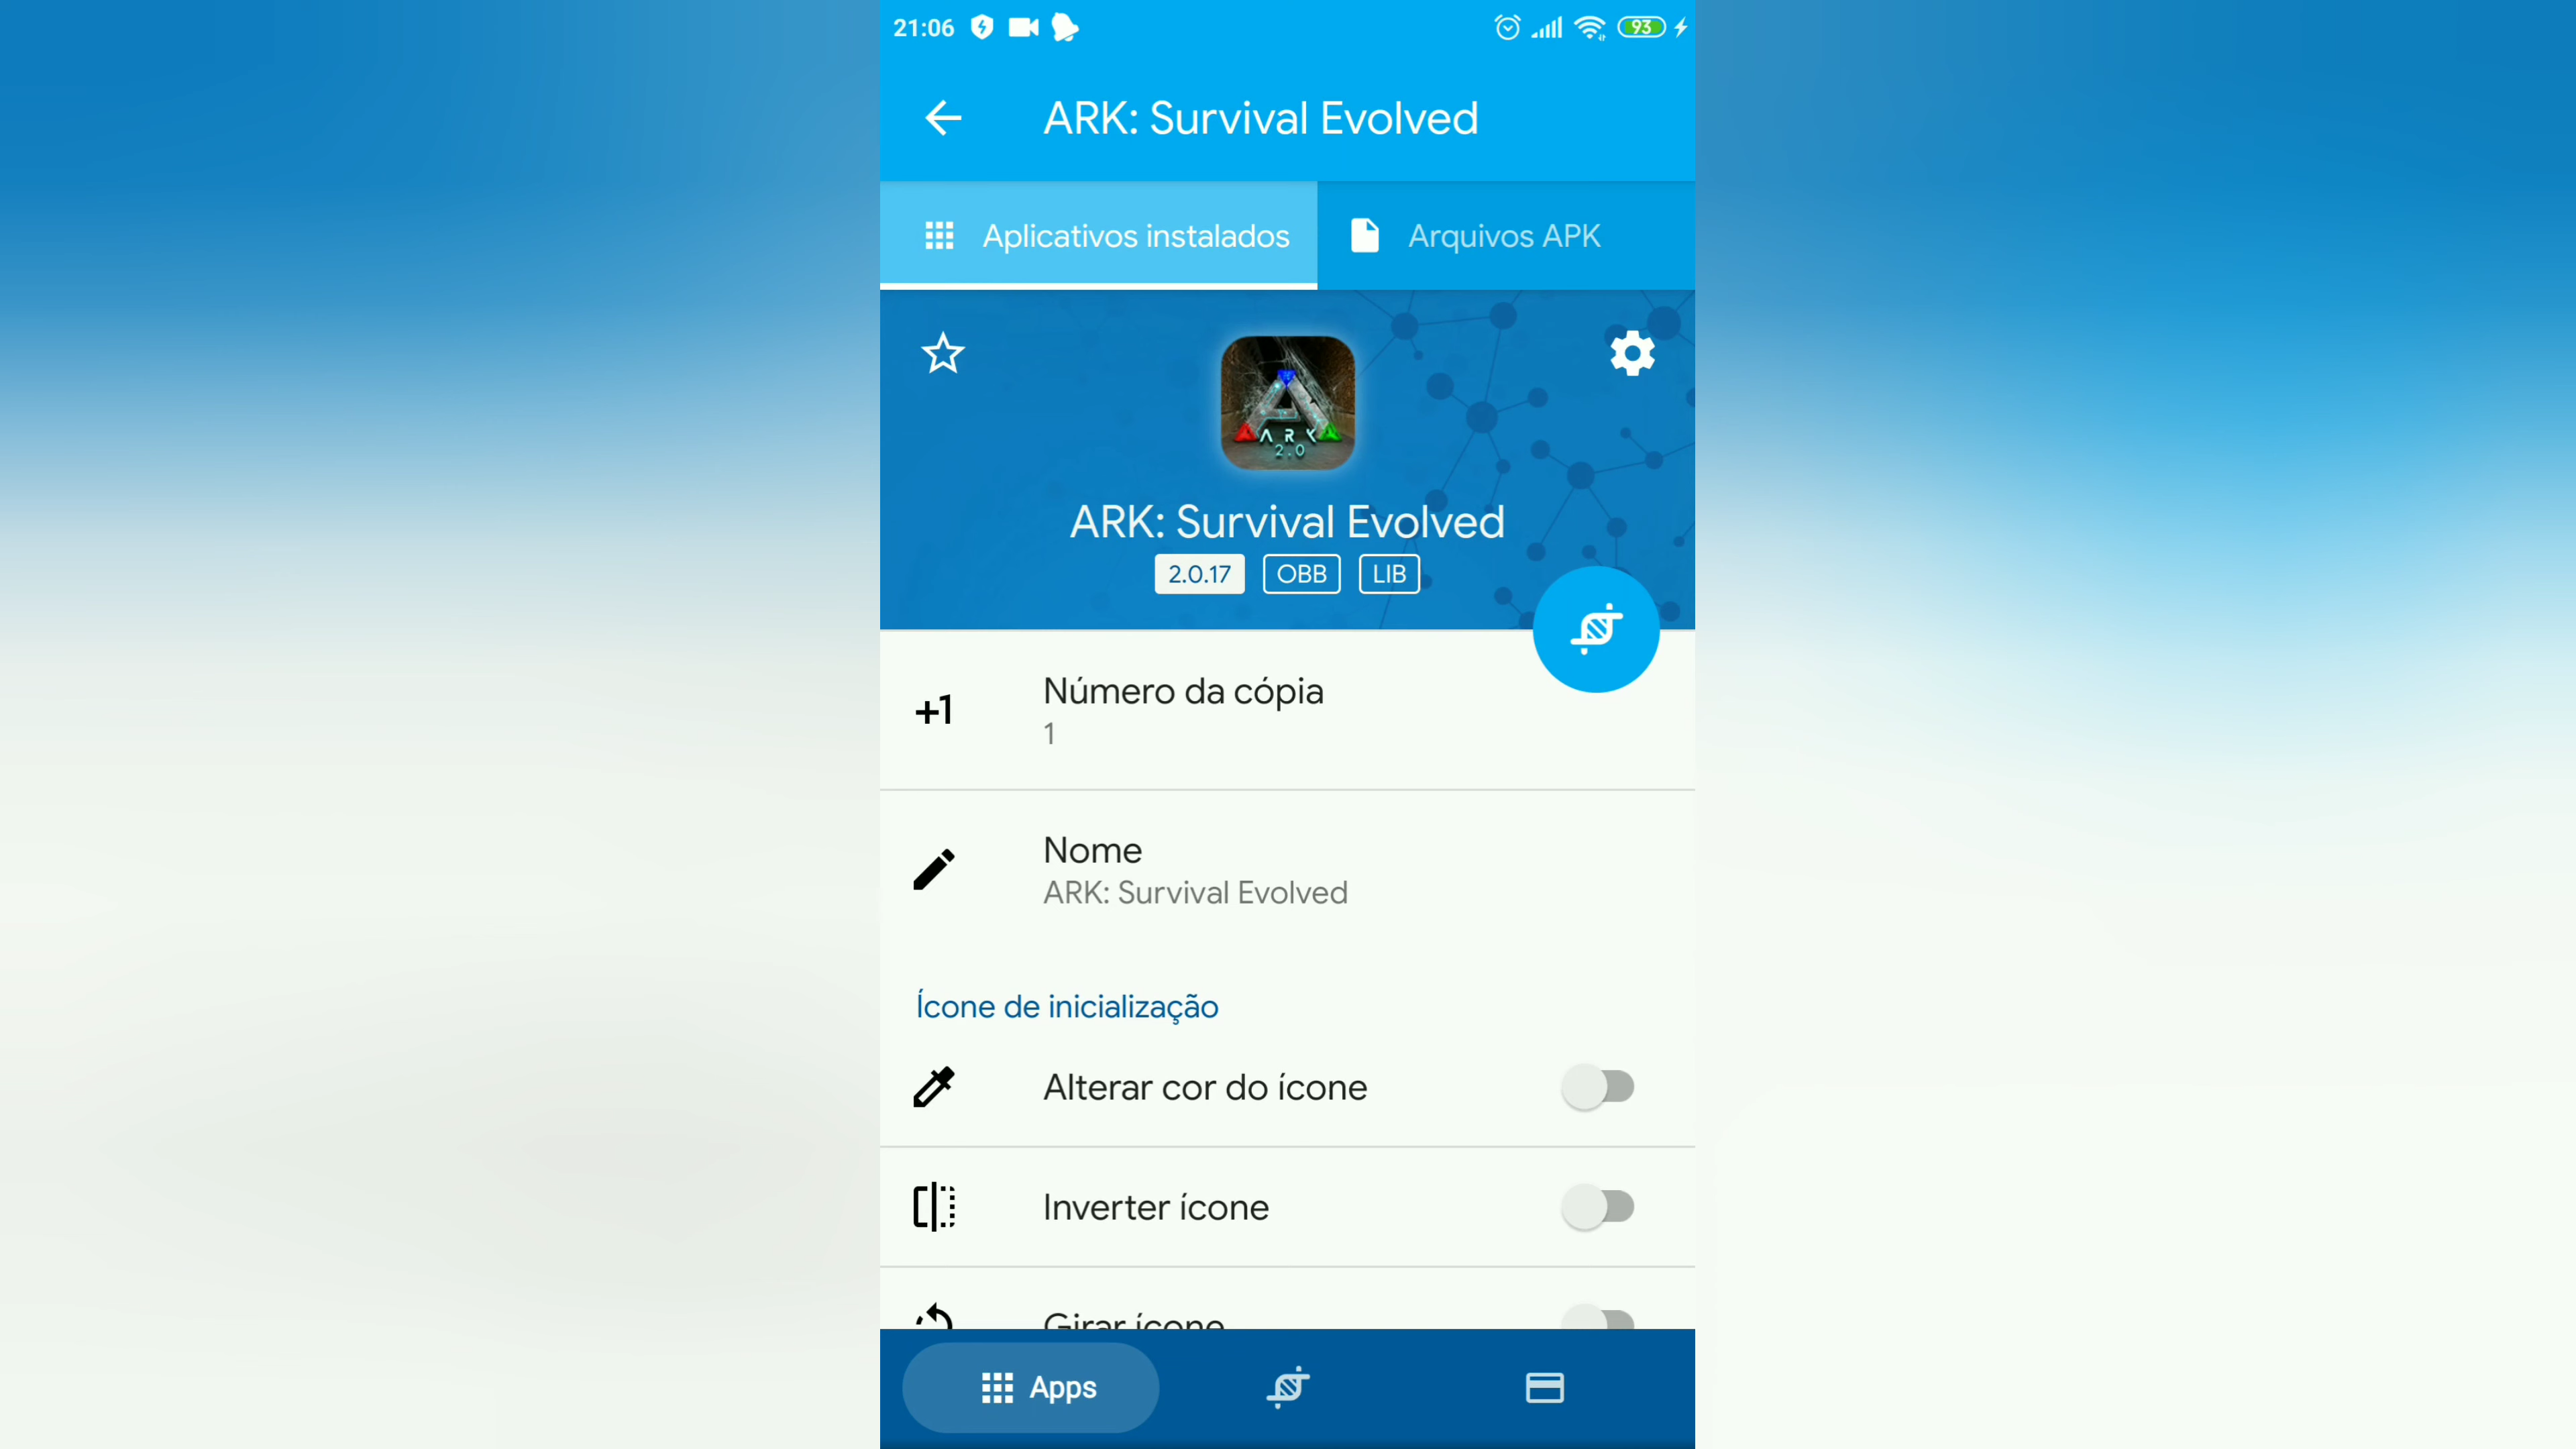 21:06
93
ARK: Survival Evolved
Aplicativos instalados
Arquivos APK
ARK
2.0
ARK: Survival Evolved
2.0.17
OBB
LIB
Número da cópia
+1
1
Nome
ARK: Survival Evolved
Ícone de inicialização
Alterar cor do ícone
Inverter ícone
Girar ícone
Apps